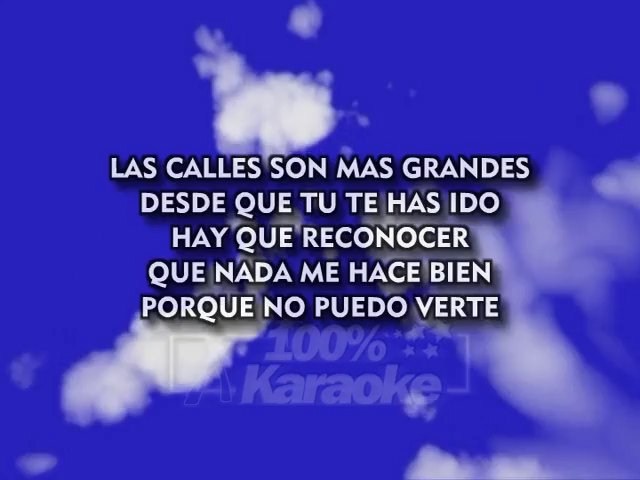 LAS CALLES SON MAS GRANDES
DESDE QUE TU TE HAS IDO
HAY QUE RECONOCER
QUE NADA ME HACE BIEN
PORQUE NO PUEDO VERTE
100%
Karaoke